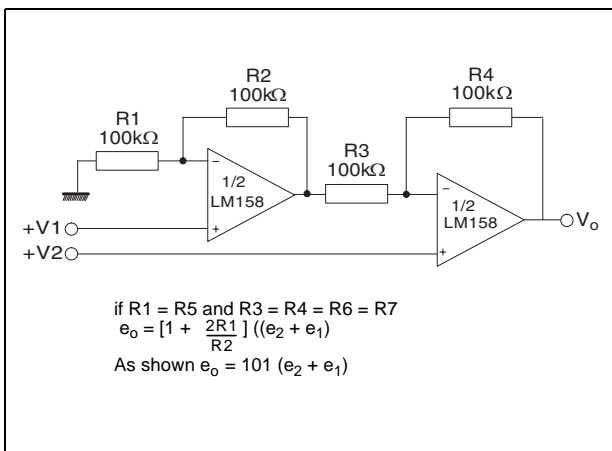 R2
100kΩ
R4
100kΩ
R1
100kΩ
R3
100kΩ
1/2
LM158
1/2
LM158
Vo
+V1
+V2
if R1 = R5 and R3 = R4 = R6 = R7
eo = [1 + 2R1/R2 ] ((e2 + e1)
As shown eo = 101 (e2 + e1)